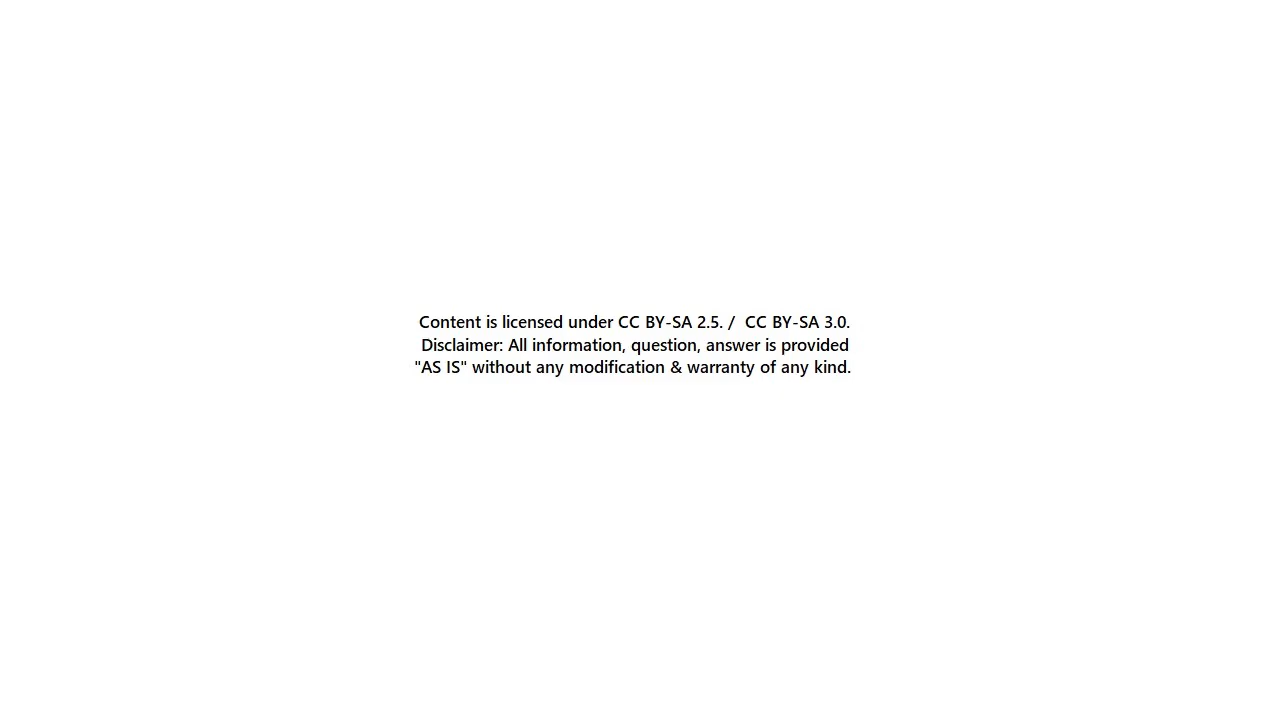 Content is licensed under CC BY-SA 2.5. /  CC BY-SA 3.0.
Disclaimer: All information, question, answer is provided
"AS IS" without any modification & warranty of any kind.